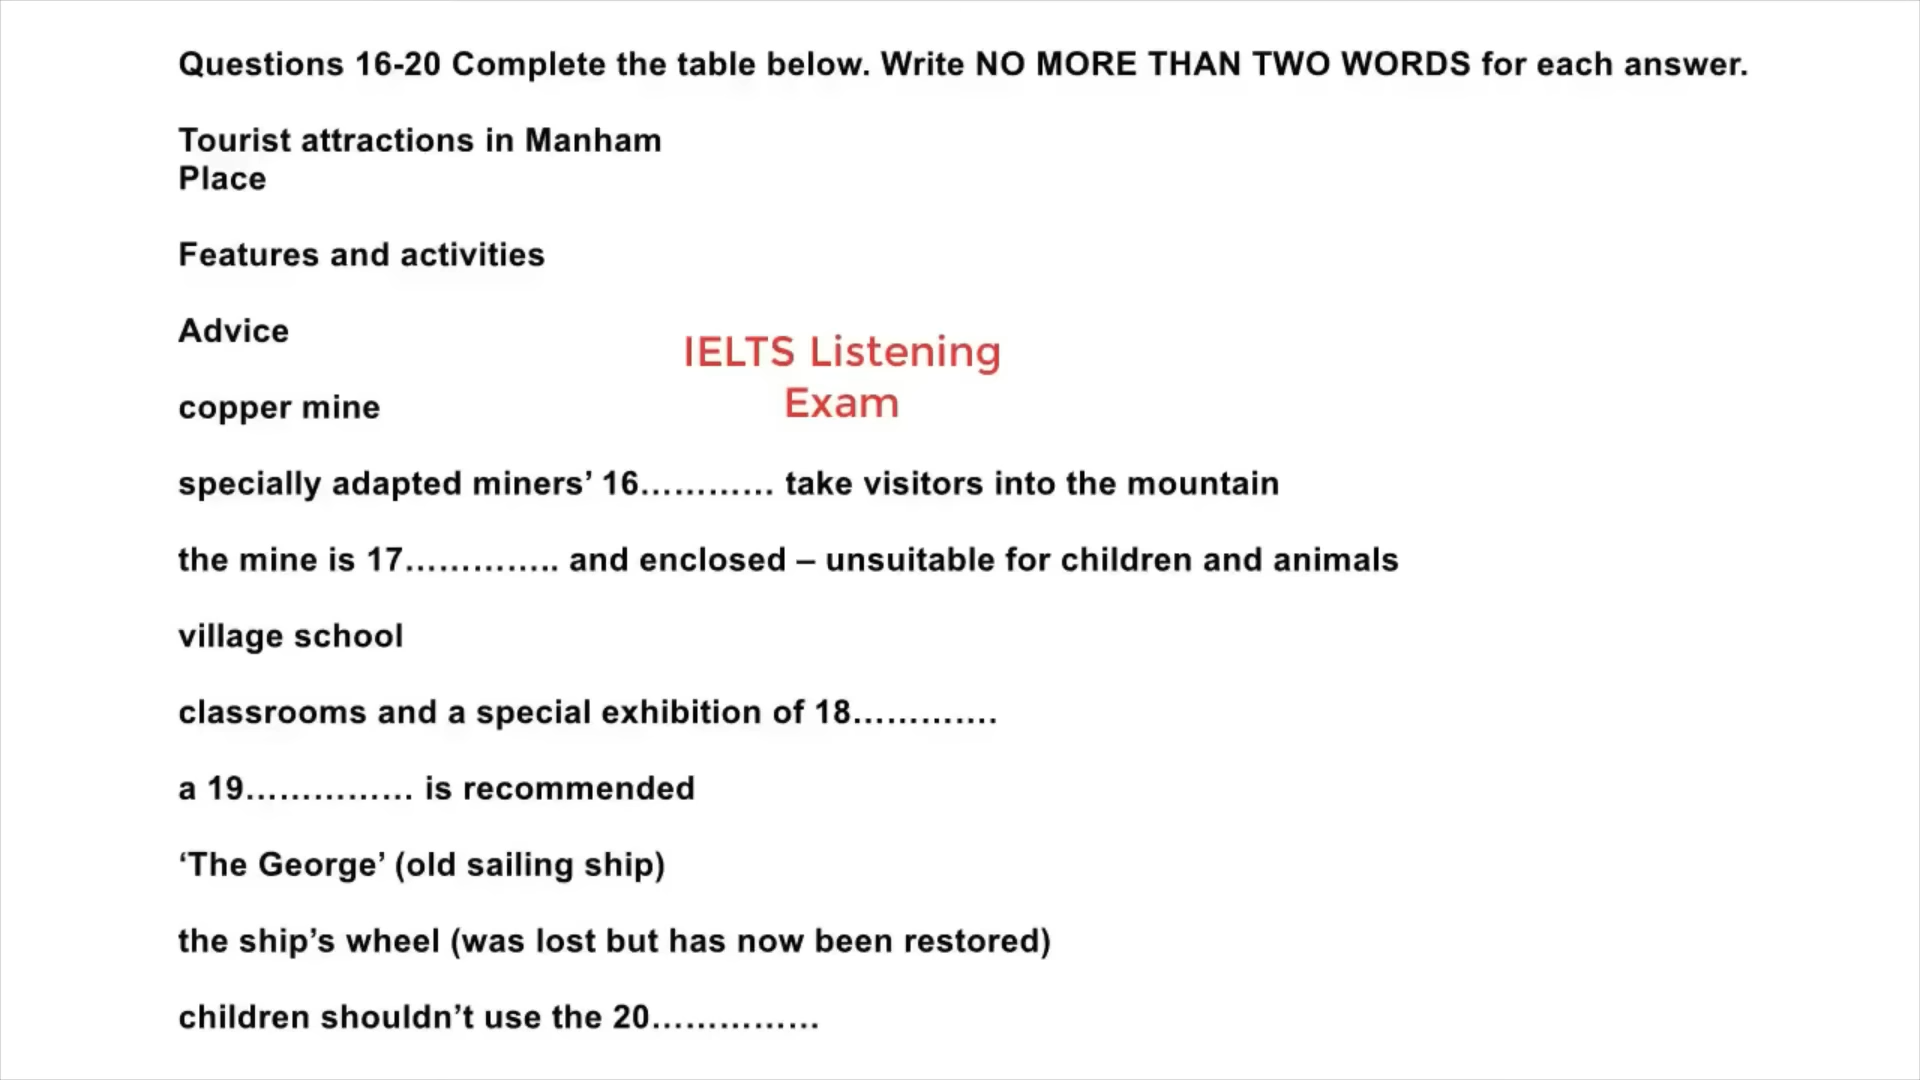 Questions 16-20 Complete the table below. Write NO MORE THAN TWO WORDS for each answer.
Tourist attractions in Manham
Place
Features and activities
Advice
IELTS Listening
Exam
copper mine
specially adapted miners’ 16………… take visitors into the mountain
the mine is 17………….. and enclosed – unsuitable for children and animals
village school
classrooms and a special exhibition of 18………….
a 19…………… is recommended
‘The George’ (old sailing ship)
the ship’s wheel (was lost but has now been restored)
children shouldn’t use the 20……………